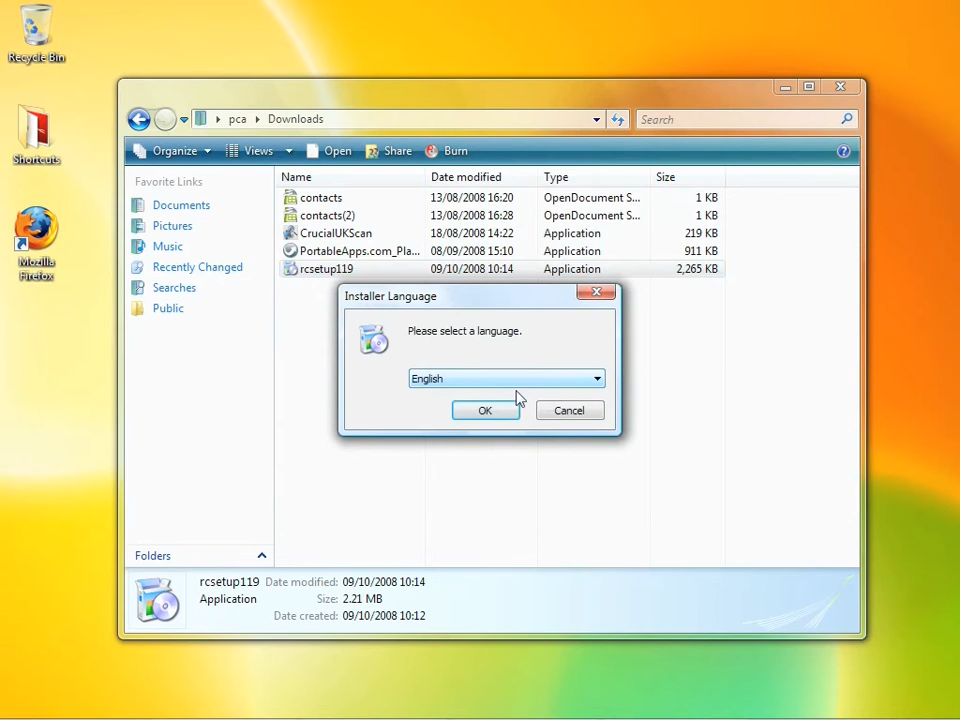 Recycle Bin
Shortcuts
Mozilla
Firefox
pca Downloads
Search
Organize Views Open Share Burn
Favorite Links
Documents
Pictures
Music
Recently Changed
Searches
Public
Folders
Name Date modified Type Size
contacts 13/08/2008 16:20 OpenDocument S... 1 KB
contacts(2) 13/08/2008 16:28 OpenDocument S... 1 KB
CrucialUKScan 18/08/2008 14:22 Application 219 KB
PortableApps.com_Pla... 08/09/2008 15:10 Application 911 KB
rcsetup119 09/10/2008 10:14 Application 2,265 KB
Installer Language
Please select a language.
English
OK Cancel
rcsetup119 Date modified: 09/10/2008 10:14
Application Size: 2.21 MB
Date created: 09/10/2008 10:12